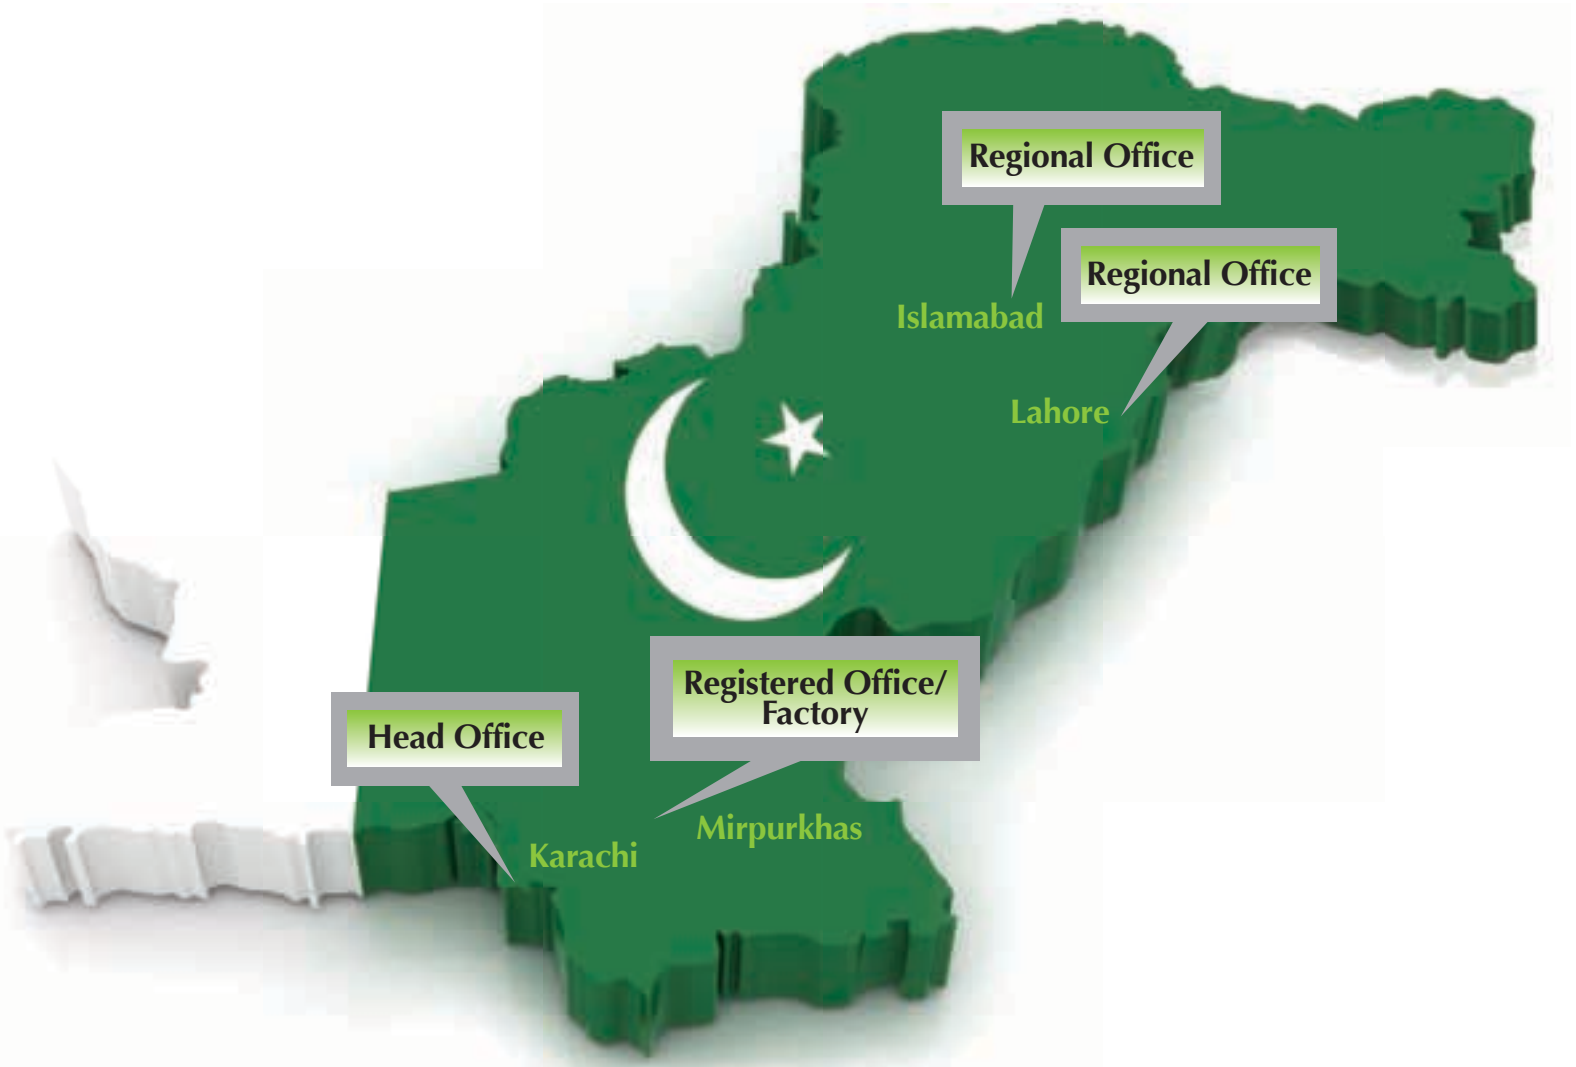 Regional Office
Regional Office
Islamabad
Lahore
Registered Office/
Factory
Head Office
Mirpurkhas
Karachi